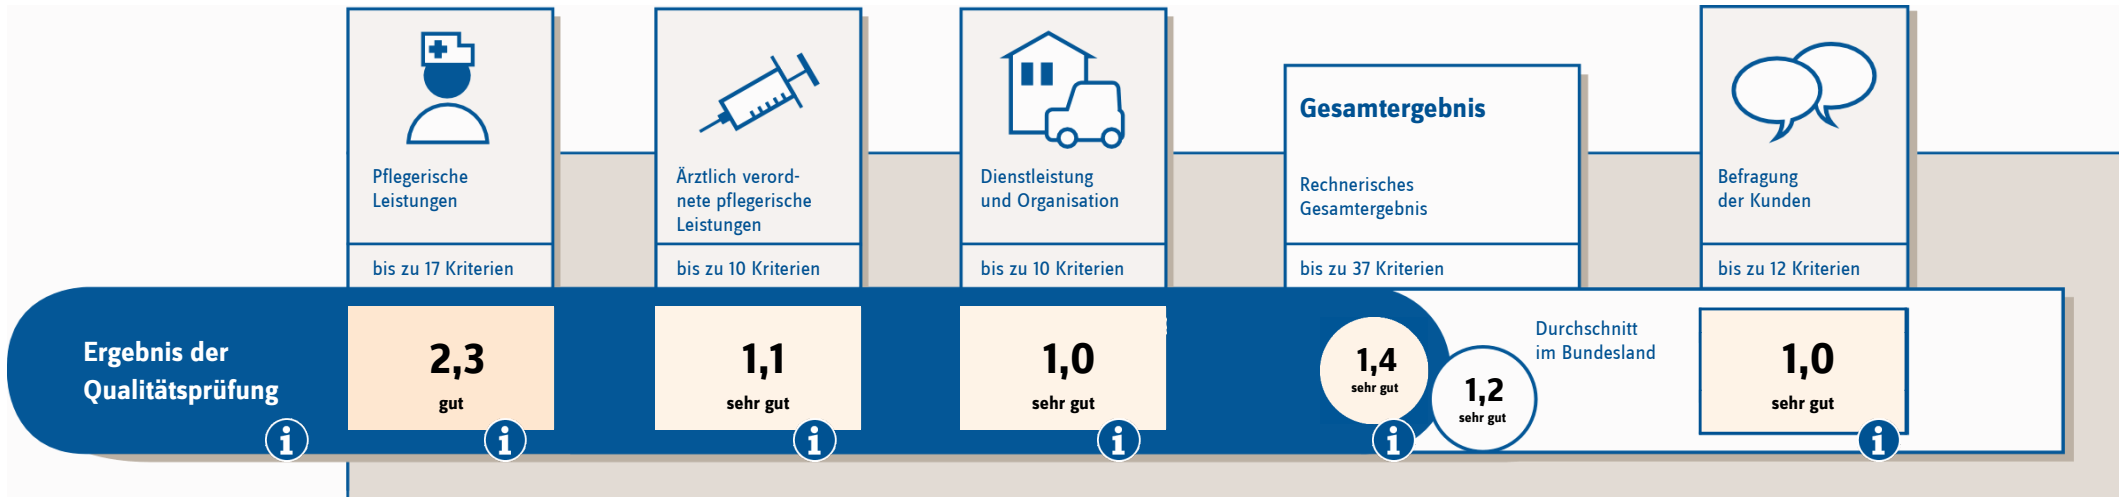 Pflegerische
Leistungen
bis zu 17 Kriterien
Ärztlich verord-
nete pflegerische
Leistungen
bis zu 10 Kriterien
Dienstleistung
und Organisation
bis zu 10 Kriterien
Gesamtergebnis
Rechnerisches
Gesamtergebnis
bis zu 37 Kriterien
Befragung
der Kunden
bis zu 12 Kriterien
Ergebnis der
Qualitätsprüfung
i
2,3
gut
i
1,1
sehr gut
i
1,0
sehr gut
i
1,4
sehr gut
i
1,2
sehr gut
Durchschnitt
im Bundesland
1,0
sehr gut
i